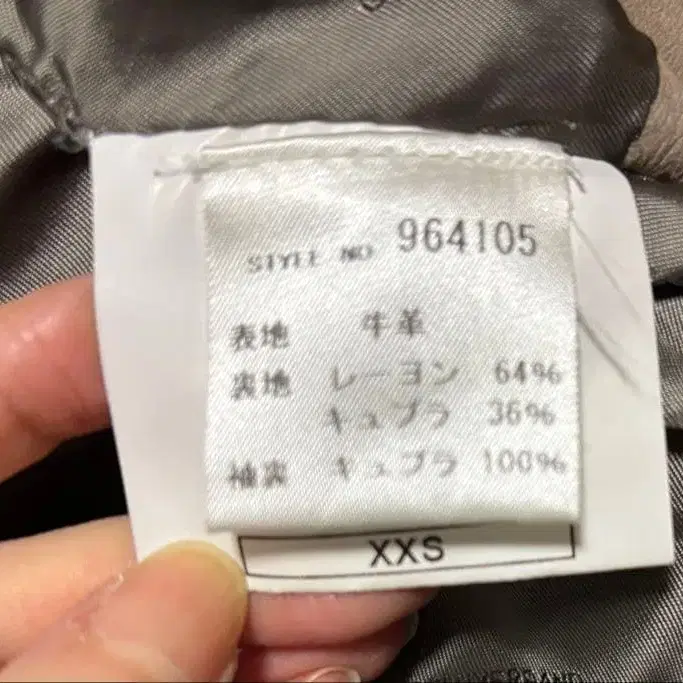 STYLE NO 964105
表地 牛革
裏地 レーヨン 64%
キュプラ 36%
袖裏 キュプラ 100%
XXS